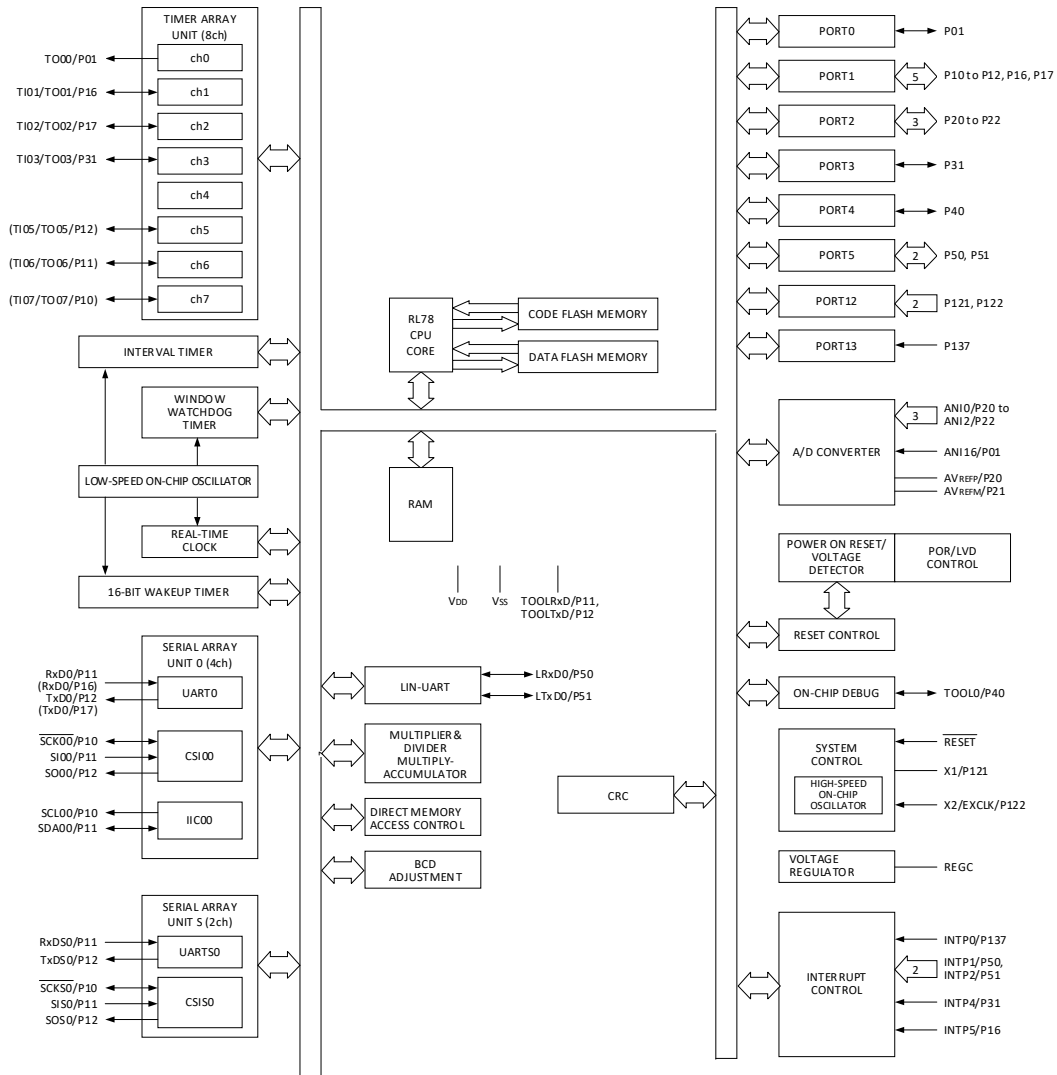 TIMER ARRAY
UNIT (8ch)
TO00/P01
ch0
TI01/TO01/P16
ch1
TI02/TO02/P17
ch2
TI03/TO03/P31
ch3
ch4
(TI05/TO05/P12)
ch5
(TI06/TO06/P11)
ch6
(TI07/TO07/P10)
ch7
INTERVAL TIMER
WINDOW
WATCHDOG
TIMER
LOW-SPEED ON-CHIP OSCILLATOR
REAL-TIME
CLOCK
16-BIT WAKEUP TIMER
SERIAL ARRAY
UNIT 0 (4ch)
RxD0/P11
(RxD0/P16)
TxD0/P12
(TxD0/P17)
UART0
SCK00/P10
SI00/P11
SO00/P12
CSI00
SCL00/P10
SDA00/P11
IIC00
SERIAL ARRAY
UNIT S (2ch)
RxDS0/P11
TxDS0/P12
UARTS0
SCKS0/P10
SIS0/P11
SOS0/P12
CSIS0
RL78
CPU
CORE
CODE FLASH MEMORY
DATA FLASH MEMORY
RAM
VDD
VSS
TOOLRxD/P11,
TOOLTxD/P12
LIN-UART
LRxD0/P50
LTxD0/P51
MULTIPLIER &
DIVIDER
MULTIPLY-
ACCUMULATOR
DIRECT MEMORY
ACCESS CONTROL
BCD
ADJUSTMENT
CRC
PORT0
P01
PORT1
5
P10 to P12, P16, P17
PORT2
3
P20 to P22
PORT3
P31
PORT4
P40
PORT5
2
P50, P51
PORT12
2
P121, P122
PORT13
P137
A/D CONVERTER
3
ANI0/P20 to
ANI2/P22
ANI16/P01
AVREFP/P20
AVREFM/P21
POWER ON RESET/
VOLTAGE
DETECTOR
POR/LVD
CONTROL
RESET CONTROL
ON-CHIP DEBUG
TOOL0/P40
SYSTEM
CONTROL
HIGH-SPEED
ON-CHIP
OSCILLATOR
RESET
X1/P121
X2/EXCLK/P122
VOLTAGE
REGULATOR
REGC
INTERRUPT
CONTROL
INTP0/P137
2
INTP1/P50,
INTP2/P51
INTP4/P31
INTP5/P16